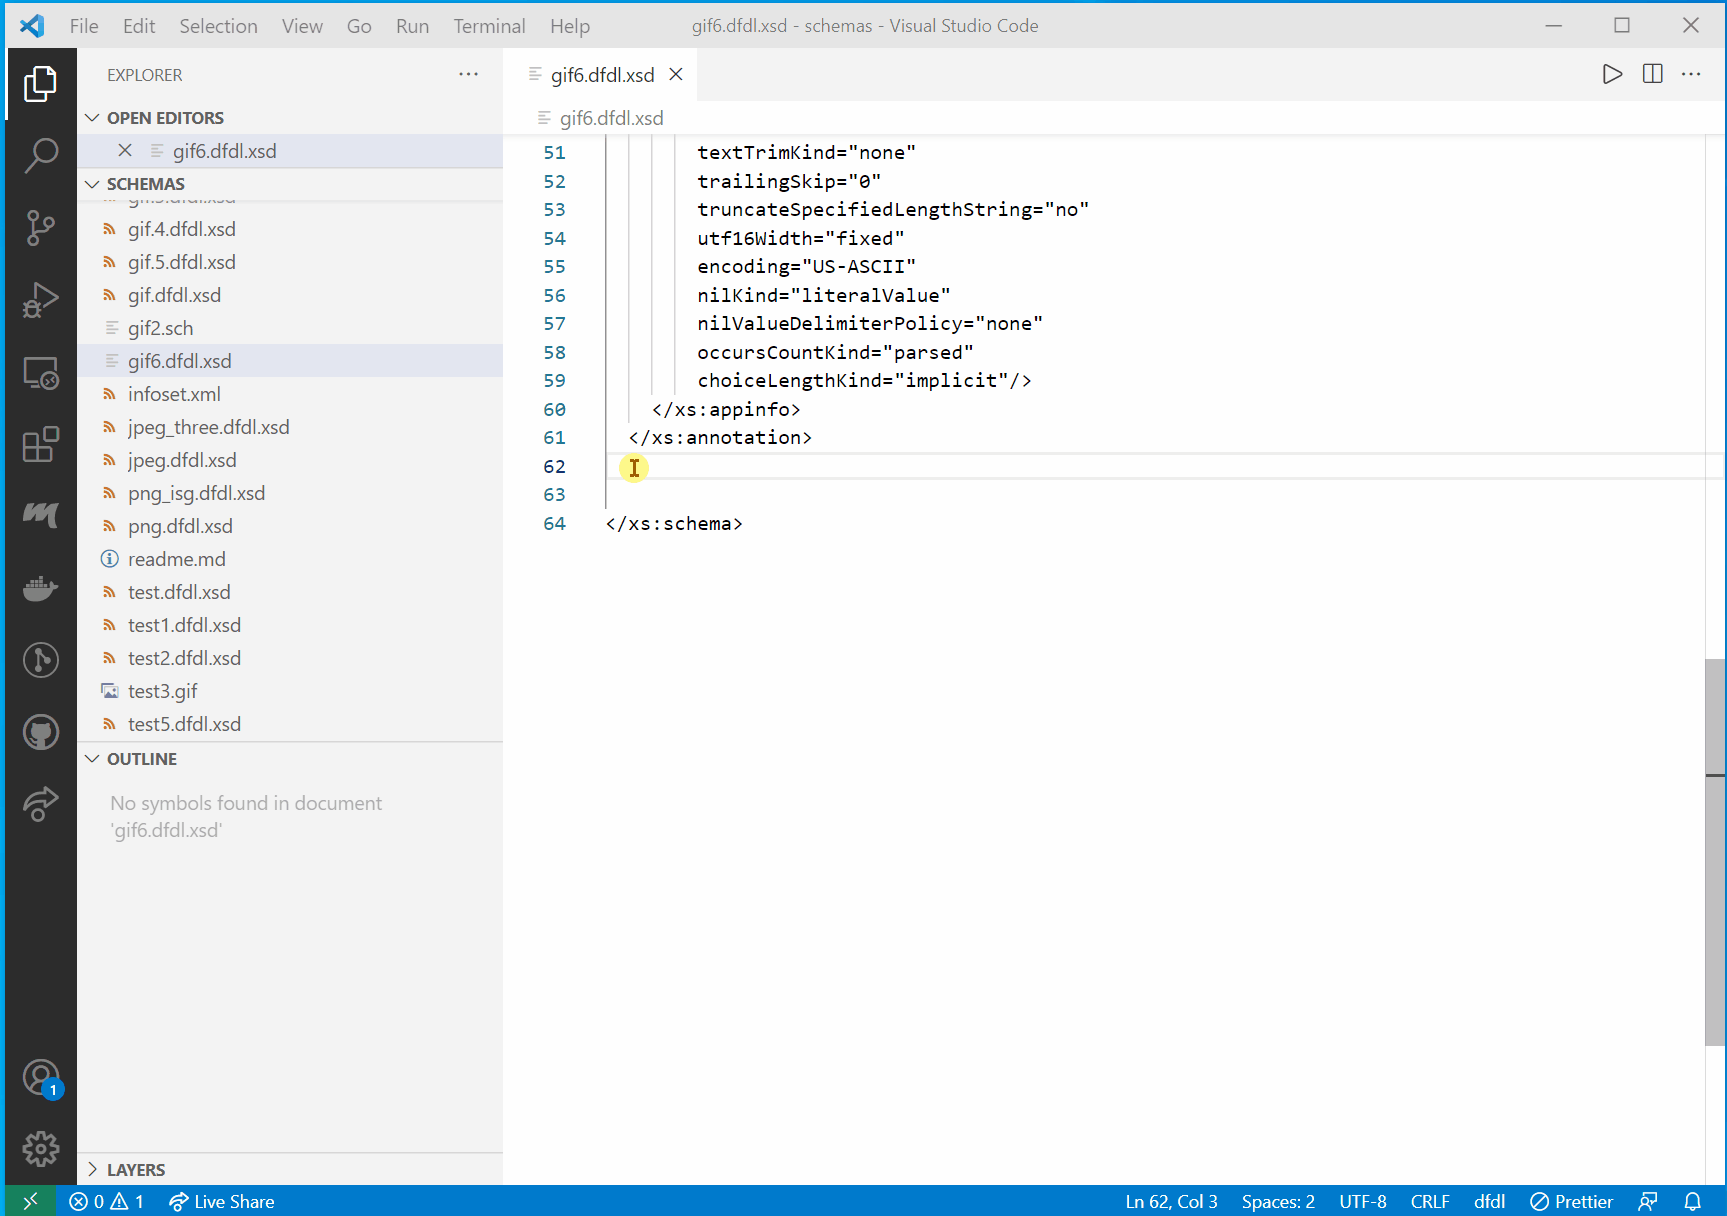 File Edit Selection View Go Run Terminal Help gif6.dfdl.xsd - schemas - Visual Studio Code
EXPLORER
OPEN EDITORS
gif6.dfdl.xsd
SCHEMAS
gif.4.dfdl.xsd
gif.5.dfdl.xsd
gif.dfdl.xsd
gif2.sch
gif6.dfdl.xsd
infoset.xml
jpeg_three.dfdl.xsd
jpeg.dfdl.xsd
png_isg.dfdl.xsd
png.dfdl.xsd
readme.md
test.dfdl.xsd
test1.dfdl.xsd
test2.dfdl.xsd
test3.gif
test5.dfdl.xsd
OUTLINE
No symbols found in document
'gif6.dfdl.xsd'
LAYERS
1
gif6.dfdl.xsd
gif6.dfdl.xsd
51 textTrimKind="none"
52 trailingSkip="0"
53 truncateSpecifiedLengthString="no"
54 utf16Width="fixed"
55 encoding="US-ASCII"
56 nilKind="literalValue"
57 nilValueDelimiterPolicy="none"
58 occursCountKind="parsed"
59 choiceLengthKind="implicit"/>
60 </xs:appinfo>
61 </xs:annotation>
62
63
64 </xs:schema>
0 1 Live Share Ln 62, Col 3 Spaces: 2 UTF-8 CRLF dfdl Prettier